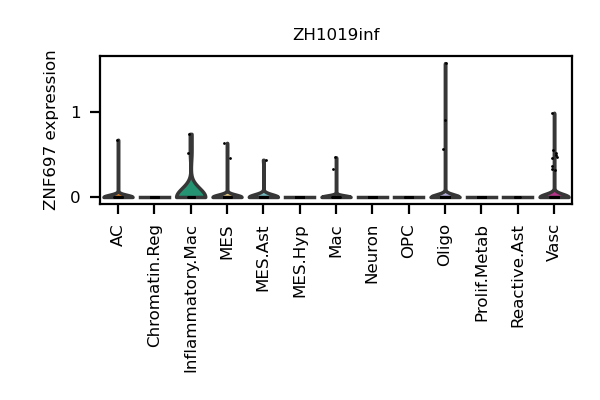 ZH1019inf
ZNF697 expression
1
0
AC
Chromatin.Reg
Inflammatory.Mac
MES
MES.Ast
MES.Hyp
Mac
Neuron
OPC
Oligo
Prolif.Metab
Reactive.Ast
Vasc